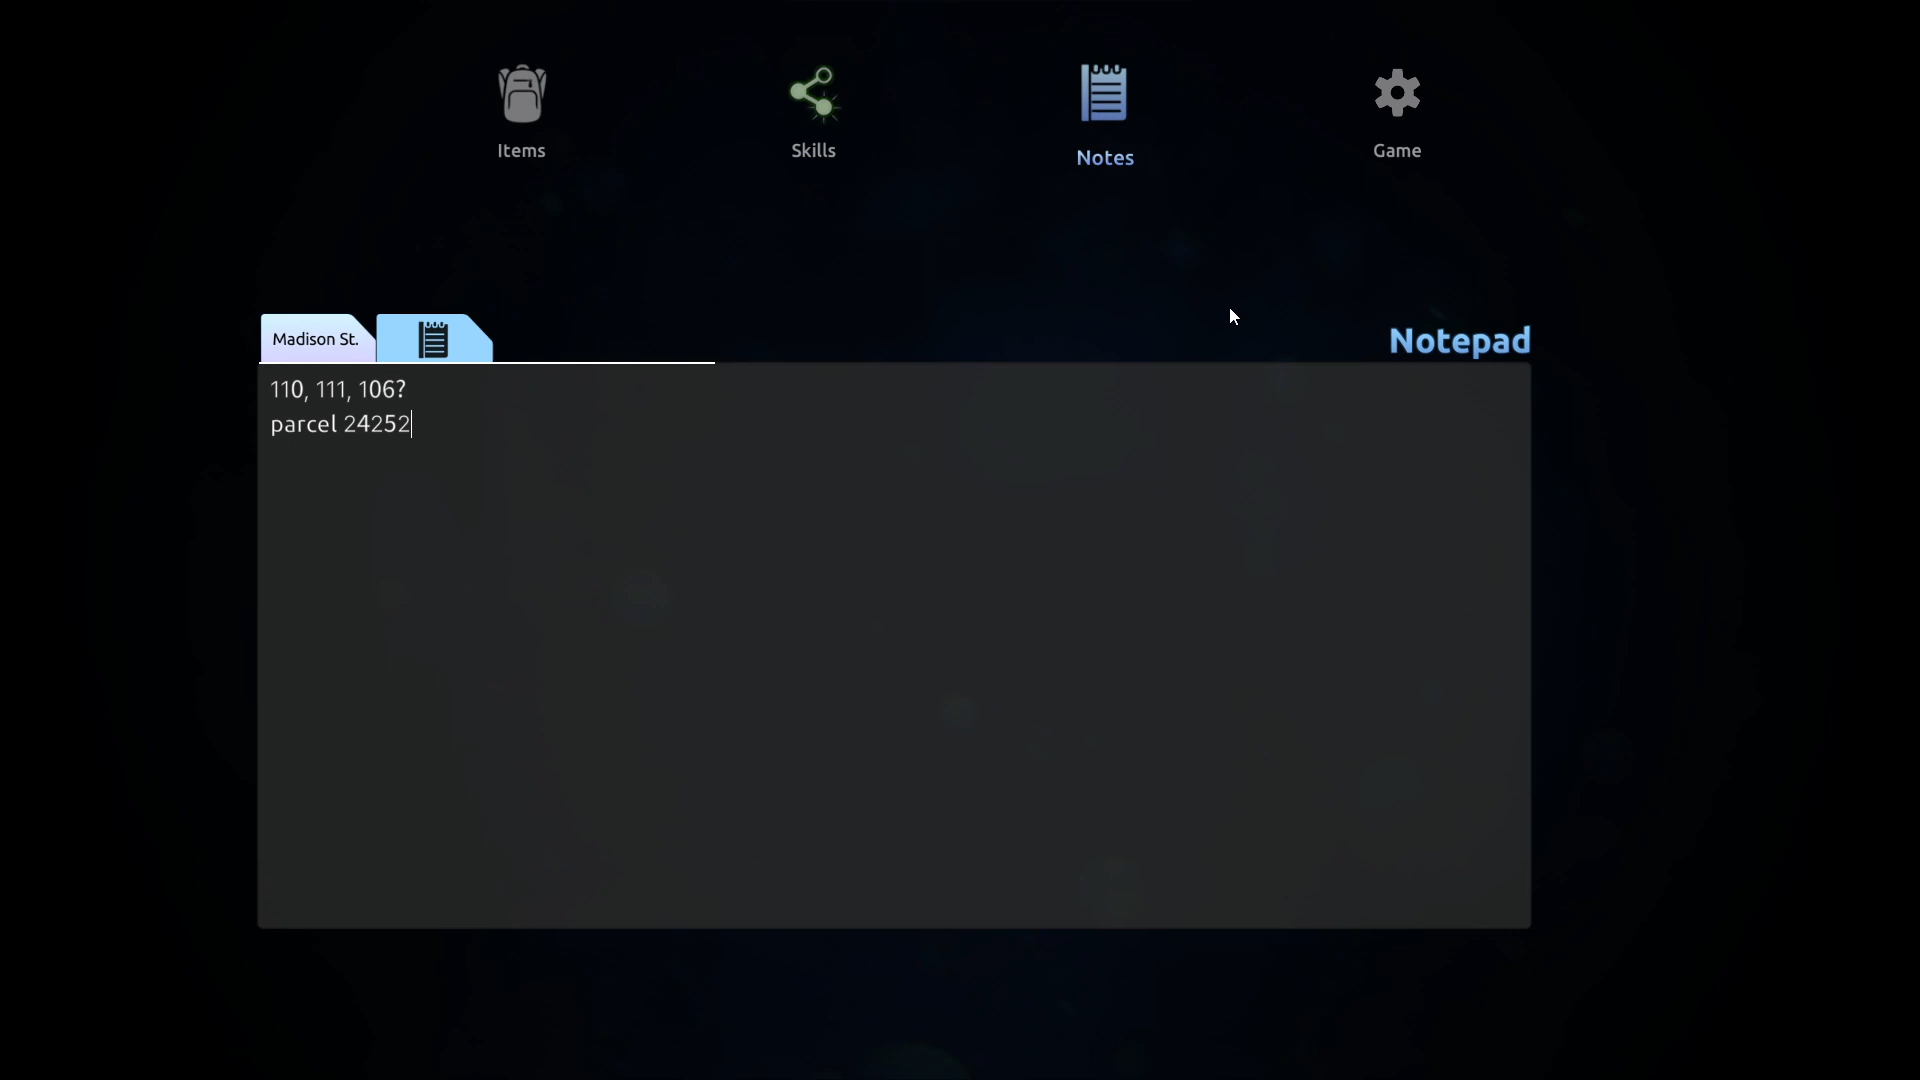 Items
Skills
Notes
Game
Madison St.
Notepad
110, 111, 106?
parcel 24252